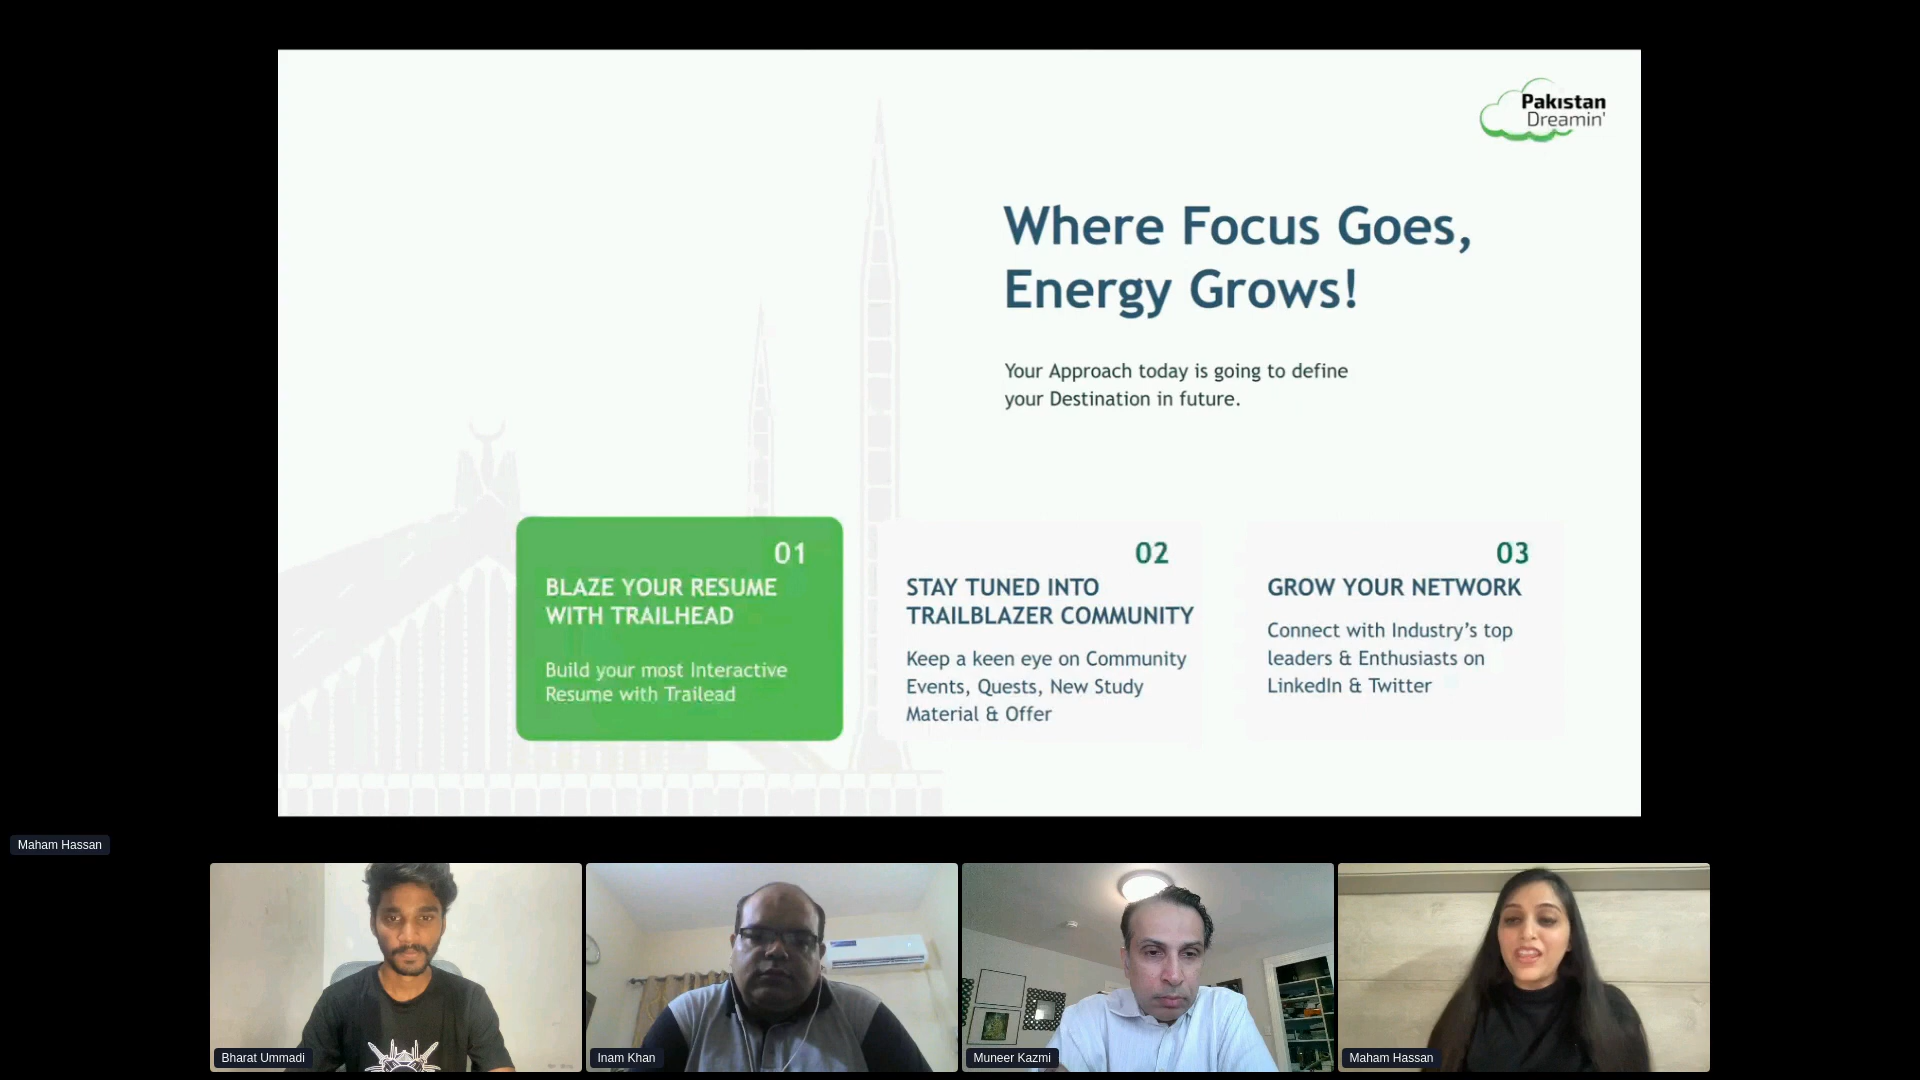 Pakıstan
Dreamin'
Where Focus Goes,
Energy Grows!
Your Approach today is going to define
your Destination in future.
01
BLAZE YOUR RESUME
WITH TRAILHEAD
Build your most Interactive
Resume with Trailead
02
STAY TUNED INTO
TRAILBLAZER COMMUNITY
Keep a keen eye on Community
Events, Quests, New Study
Material & Offer
03
GROW YOUR NETWORK
Connect with Industry’s top
leaders & Enthusiasts on
LinkedIn & Twitter
Maham Hassan
Bharat Ummadi
Inam Khan
Muneer Kazmi
Maham Hassan